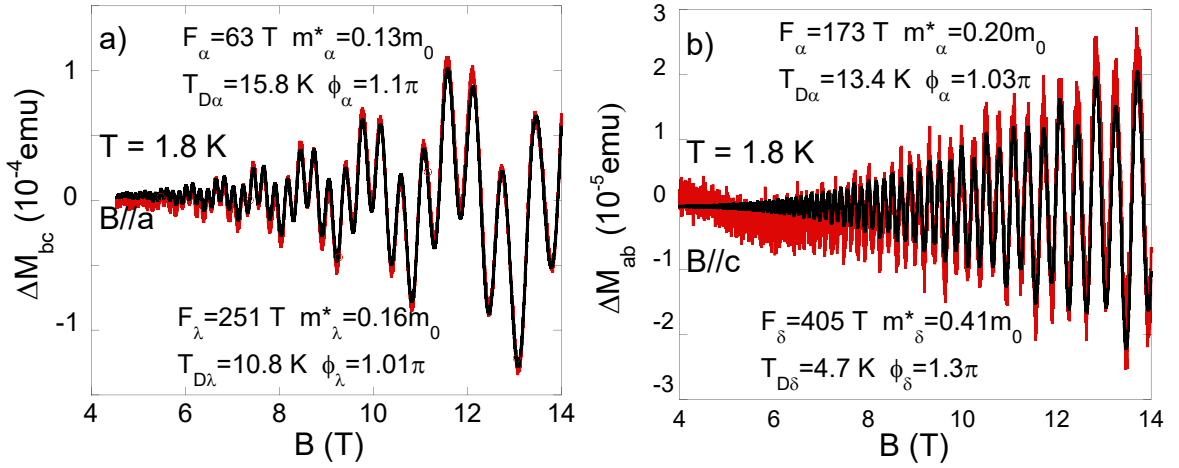 a)
F_α=63 T m*_α=0.13m_0
T_Dα=15.8 K ϕ_α=1.1π
T = 1.8 K
B//a
F_λ=251 T m*_λ=0.16m_0
T_Dλ=10.8 K ϕ_λ=1.01π
ΔM_bc (10^-4 emu)
1
0
-1
4 6 8 10 12 14
B (T)
b)
F_α=173 T m*_α=0.20m_0
T_Dα=13.4 K ϕ_α=1.03π
T = 1.8 K
B//c
F_δ=405 T m*_δ=0.41m_0
T_Dδ=4.7 K ϕ_δ=1.3π
ΔM_ab (10^-5 emu)
3
2
1
0
-1
-2
-3
4 6 8 10 12 14
B (T)